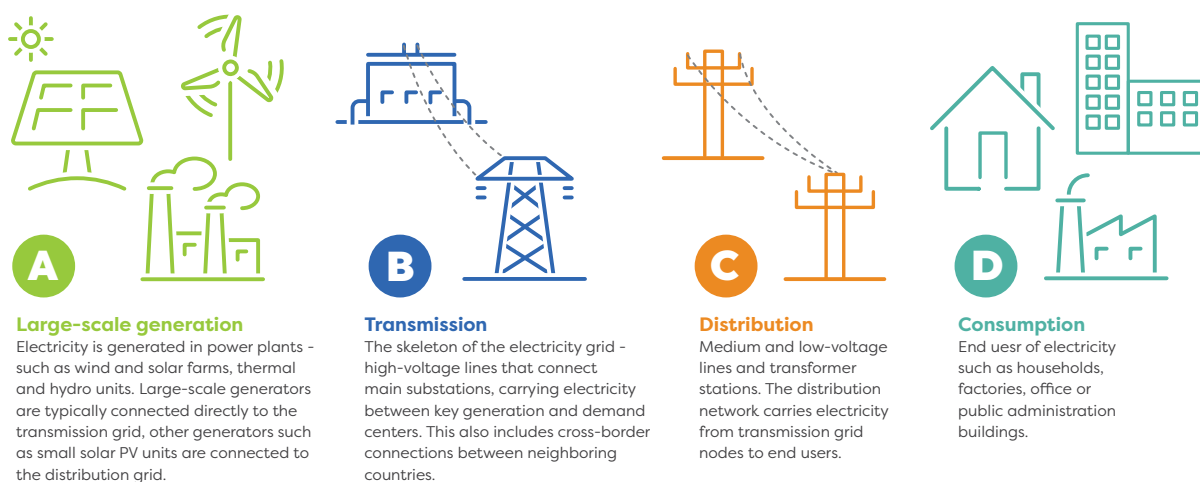 A
Large-scale generation
Electricity is generated in power plants -
such as wind and solar farms, thermal
and hydro units. Large-scale generators
are typically connected directly to the
transmission grid, other generators such
as small solar PV units are connected to
the distribution grid.
B
Transmission
The skeleton of the electricity grid -
high-voltage lines that connect
main substations, carrying electricity
between key generation and demand
centers. This also includes cross-border
connections between neighboring
countries.
C
Distribution
Medium and low-voltage
lines and transformer
stations. The distribution
network carries electricity
from transmission grid
nodes to end users.
D
Consumption
End uesr of electricity
such as households,
factories, office or
public administration
buildings.